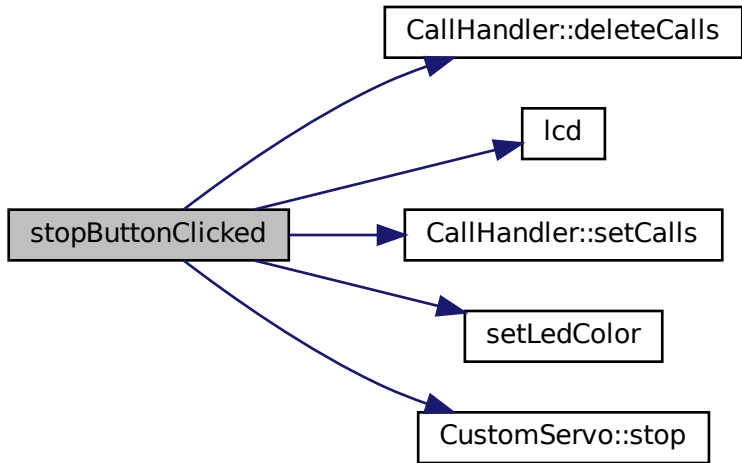 CallHandler::deleteCalls
lcd
stopButtonClicked
CallHandler::setCalls
setLedColor
CustomServo::stop